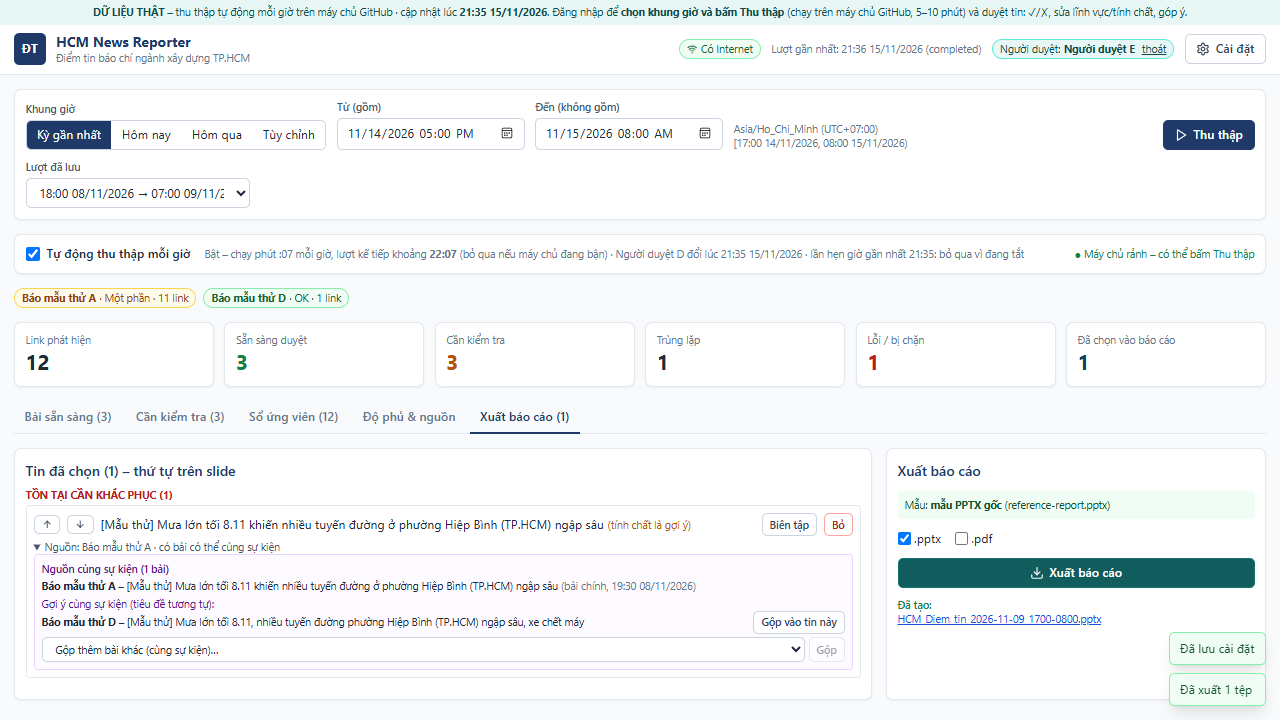 DỮ LIỆU THẬT – thu thập tự động mỗi giờ trên máy chủ GitHub · cập nhật lúc 21:35 15/11/2026. Đăng nhập để chọn khung giờ và bấm Thu thập (chạy trên máy chủ GitHub, 5–10 phút) và duyệt tin: ✓/X, sửa lĩnh vực/tính chất, góp ý.
ĐT
HCM News Reporter
Điểm tin báo chí ngành xây dựng TP.HCM
Có Internet
Lượt gần nhất: 21:36 15/11/2026 (completed)
Người duyệt: Người duyệt E thoát
Cài đặt
Khung giờ
Kỳ gần nhất
Hôm nay
Hôm qua
Tùy chỉnh
Từ (gồm)
11/14/2026 05:00 PM
Đến (không gồm)
11/15/2026 08:00 AM
Asia/Ho_Chi_Minh (UTC+07:00)
[17:00 14/11/2026, 08:00 15/11/2026)
Thu thập
Lượt đã lưu
18:00 08/11/2026 → 07:00 09/11/2
Tự động thu thập mỗi giờ
Bật – chạy phút :07 mỗi giờ, lượt kế tiếp khoảng 22:07 (bỏ qua nếu máy chủ đang bận) · Người duyệt D đổi lúc 21:35 15/11/2026 · lần hẹn giờ gần nhất 21:35: bỏ qua vì đang tắt
● Máy chủ rảnh – có thể bấm Thu thập
Báo mẫu thử A · Một phần · 11 link
Báo mẫu thử D · OK · 1 link
Link phát hiện
12
Sẵn sàng duyệt
3
Cần kiểm tra
3
Trùng lặp
1
Lỗi / bị chặn
1
Đã chọn vào báo cáo
1
Bài sẵn sàng (3)
Cần kiểm tra (3)
Sổ ứng viên (12)
Độ phủ & nguồn
Xuất báo cáo (1)
Tin đã chọn (1) – thứ tự trên slide
TỒN TẠI CẦN KHẮC PHỤC (1)
↑
↓
[Mẫu thử] Mưa lớn tối 8.11 khiến nhiều tuyến đường ở phường Hiệp Bình (TP.HCM) ngập sâu (tính chất là gợi ý)
Biên tập
Bỏ
▼ Nguồn: Báo mẫu thử A · có bài có thể cùng sự kiện
Nguồn cùng sự kiện (1 bài)
Báo mẫu thử A – [Mẫu thử] Mưa lớn tối 8.11 khiến nhiều tuyến đường ở phường Hiệp Bình (TP.HCM) ngập sâu (bài chính, 19:30 08/11/2026)
Gợi ý cùng sự kiện (tiêu đề tương tự):
Báo mẫu thử D – [Mẫu thử] Mưa lớn tối 8.11, nhiều tuyến đường phường Hiệp Bình (TP.HCM) ngập sâu, xe chết máy
Gộp vào tin này
Gộp thêm bài khác (cùng sự kiện)...
Gộp
Xuất báo cáo
Mẫu: mẫu PPTX gốc (reference-report.pptx)
.pptx
.pdf
Xuất báo cáo
Đã tạo:
HCM_Diem_tin_2026-11-09_1700-0800.pptx
Đã lưu cài đặt
Đã xuất 1 tệp